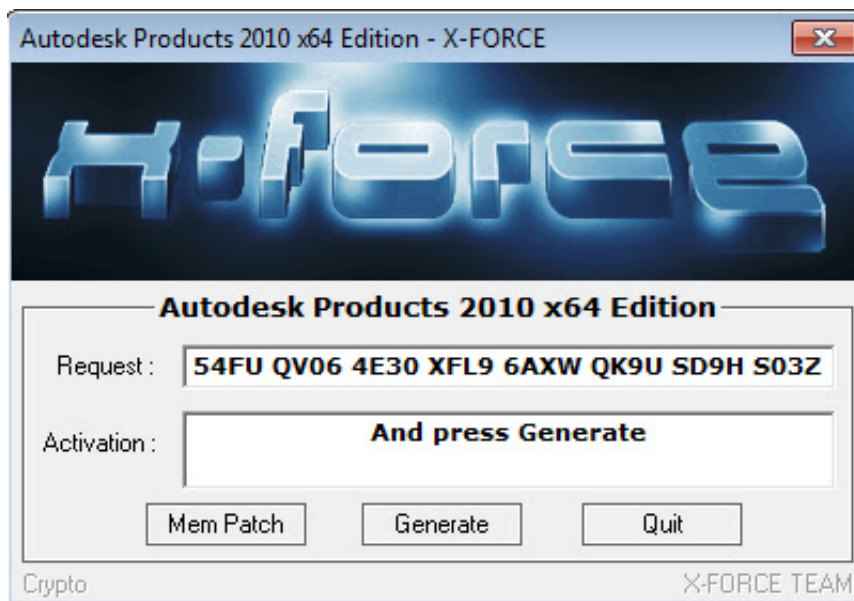 Autodesk Products 2010 x64 Edition - X-FORCE
x-force
Autodesk Products 2010 x64 Edition
Request :
54FU QV06 4E30 XFL9 6AXW QK9U SD9H S03Z
Activation :
And press Generate
Mem Patch
Generate
Quit
Crypto
X-FORCE TEAM